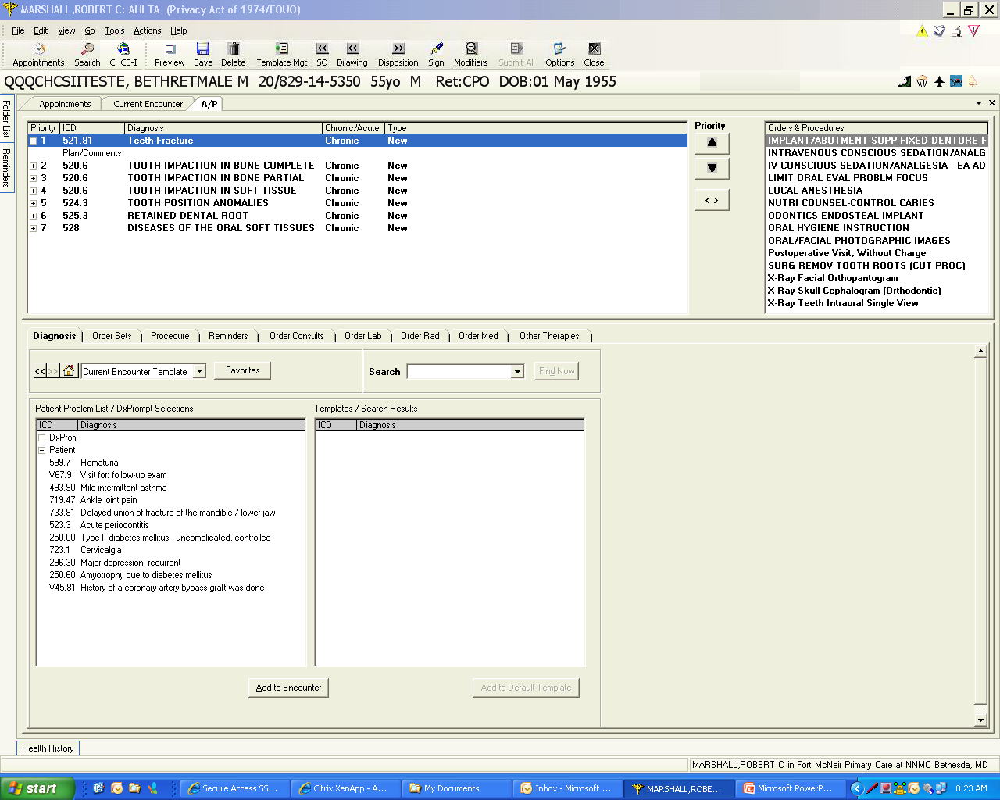 MARSHALL,ROBERT C: AHLTA (Privacy Act of 1974/FOUO)
File Edit View Go Tools Actions Help
Appointments Search CHCS-I Preview Save Delete Template Mgt SO Drawing Disposition Sign Modifiers Submit All Options Close
QQQCHCSIITESTE, BETHRETMALE M 20/829-14-5350 55yo M Ret:CPO DOB:01 May 1955
Folder List
Reminders
Appointments Current Encounter A/P
Priority ICD Diagnosis Chronic/Acute Type
1 521.81 Teeth Fracture Chronic New
Plan/Comments
2 520.6 TOOTH IMPACTION IN BONE COMPLETE Chronic New
3 520.6 TOOTH IMPACTION IN BONE PARTIAL Chronic New
4 520.6 TOOTH IMPACTION IN SOFT TISSUE Chronic New
5 524.3 TOOTH POSITION ANOMALIES Chronic New
6 525.3 RETAINED DENTAL ROOT Chronic New
7 528 DISEASES OF THE ORAL SOFT TISSUES Chronic New
Priority
< >
Orders & Procedures
IMPLANT/ABUTMENT SUPP FIXED DENTURE F
INTRAVENOUS CONSCIOUS SEDATION/ANALG
IV CONSCIOUS SEDATION/ANALGESIA - EA AD
LIMIT ORAL EVAL PROBLM FOCUS
LOCAL ANESTHESIA
NUTRI COUNSEL-CONTROL CARIES
ODONTICS ENDOSTEAL IMPLANT
ORAL HYGIENE INSTRUCTION
ORAL/FACIAL PHOTOGRAPHIC IMAGES
Postoperative Visit, Without Charge
SURG REMOV TOOTH ROOTS (CUT PROC)
X-Ray Facial Orthopantogram
X-Ray Skull Cephalogram (Orthodontic)
X-Ray Teeth Intraoral Single View
Diagnosis Order Sets Procedure Reminders Order Consults Order Lab Order Rad Order Med Other Therapies
<< >> Current Encounter Template Favorites Search Find Now
Patient Problem List / DxPrompt Selections
ICD Diagnosis
DxPron
Patient
599.7 Hematuria
V67.9 Visit for: follow-up exam
493.90 Mild intermittent asthma
719.47 Ankle joint pain
733.81 Delayed union of fracture of the mandible / lower jaw
523.3 Acute periodontitis
250.00 Type II diabetes mellitus - uncomplicated, controlled
723.1 Cervicalgia
296.30 Major depression, recurrent
250.60 Amyotrophy due to diabetes mellitus
V45.81 History of a coronary artery bypass graft was done
Templates / Search Results
ICD Diagnosis
Add to Encounter
Add to Default Template
Health History
MARSHALL,ROBERT C in Fort McNair Primary Care at NNMC Bethesda, MD
start Secure Access SS... Citrix XenApp - A... My Documents Inbox - Microsoft ... MARSHALL,ROBE... Microsoft PowerP... 8:23 AM